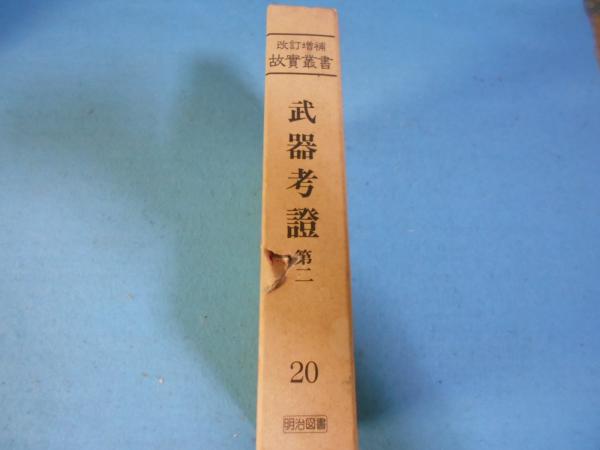 改訂増補
故實叢書
武器考證
第二
20
明治図書